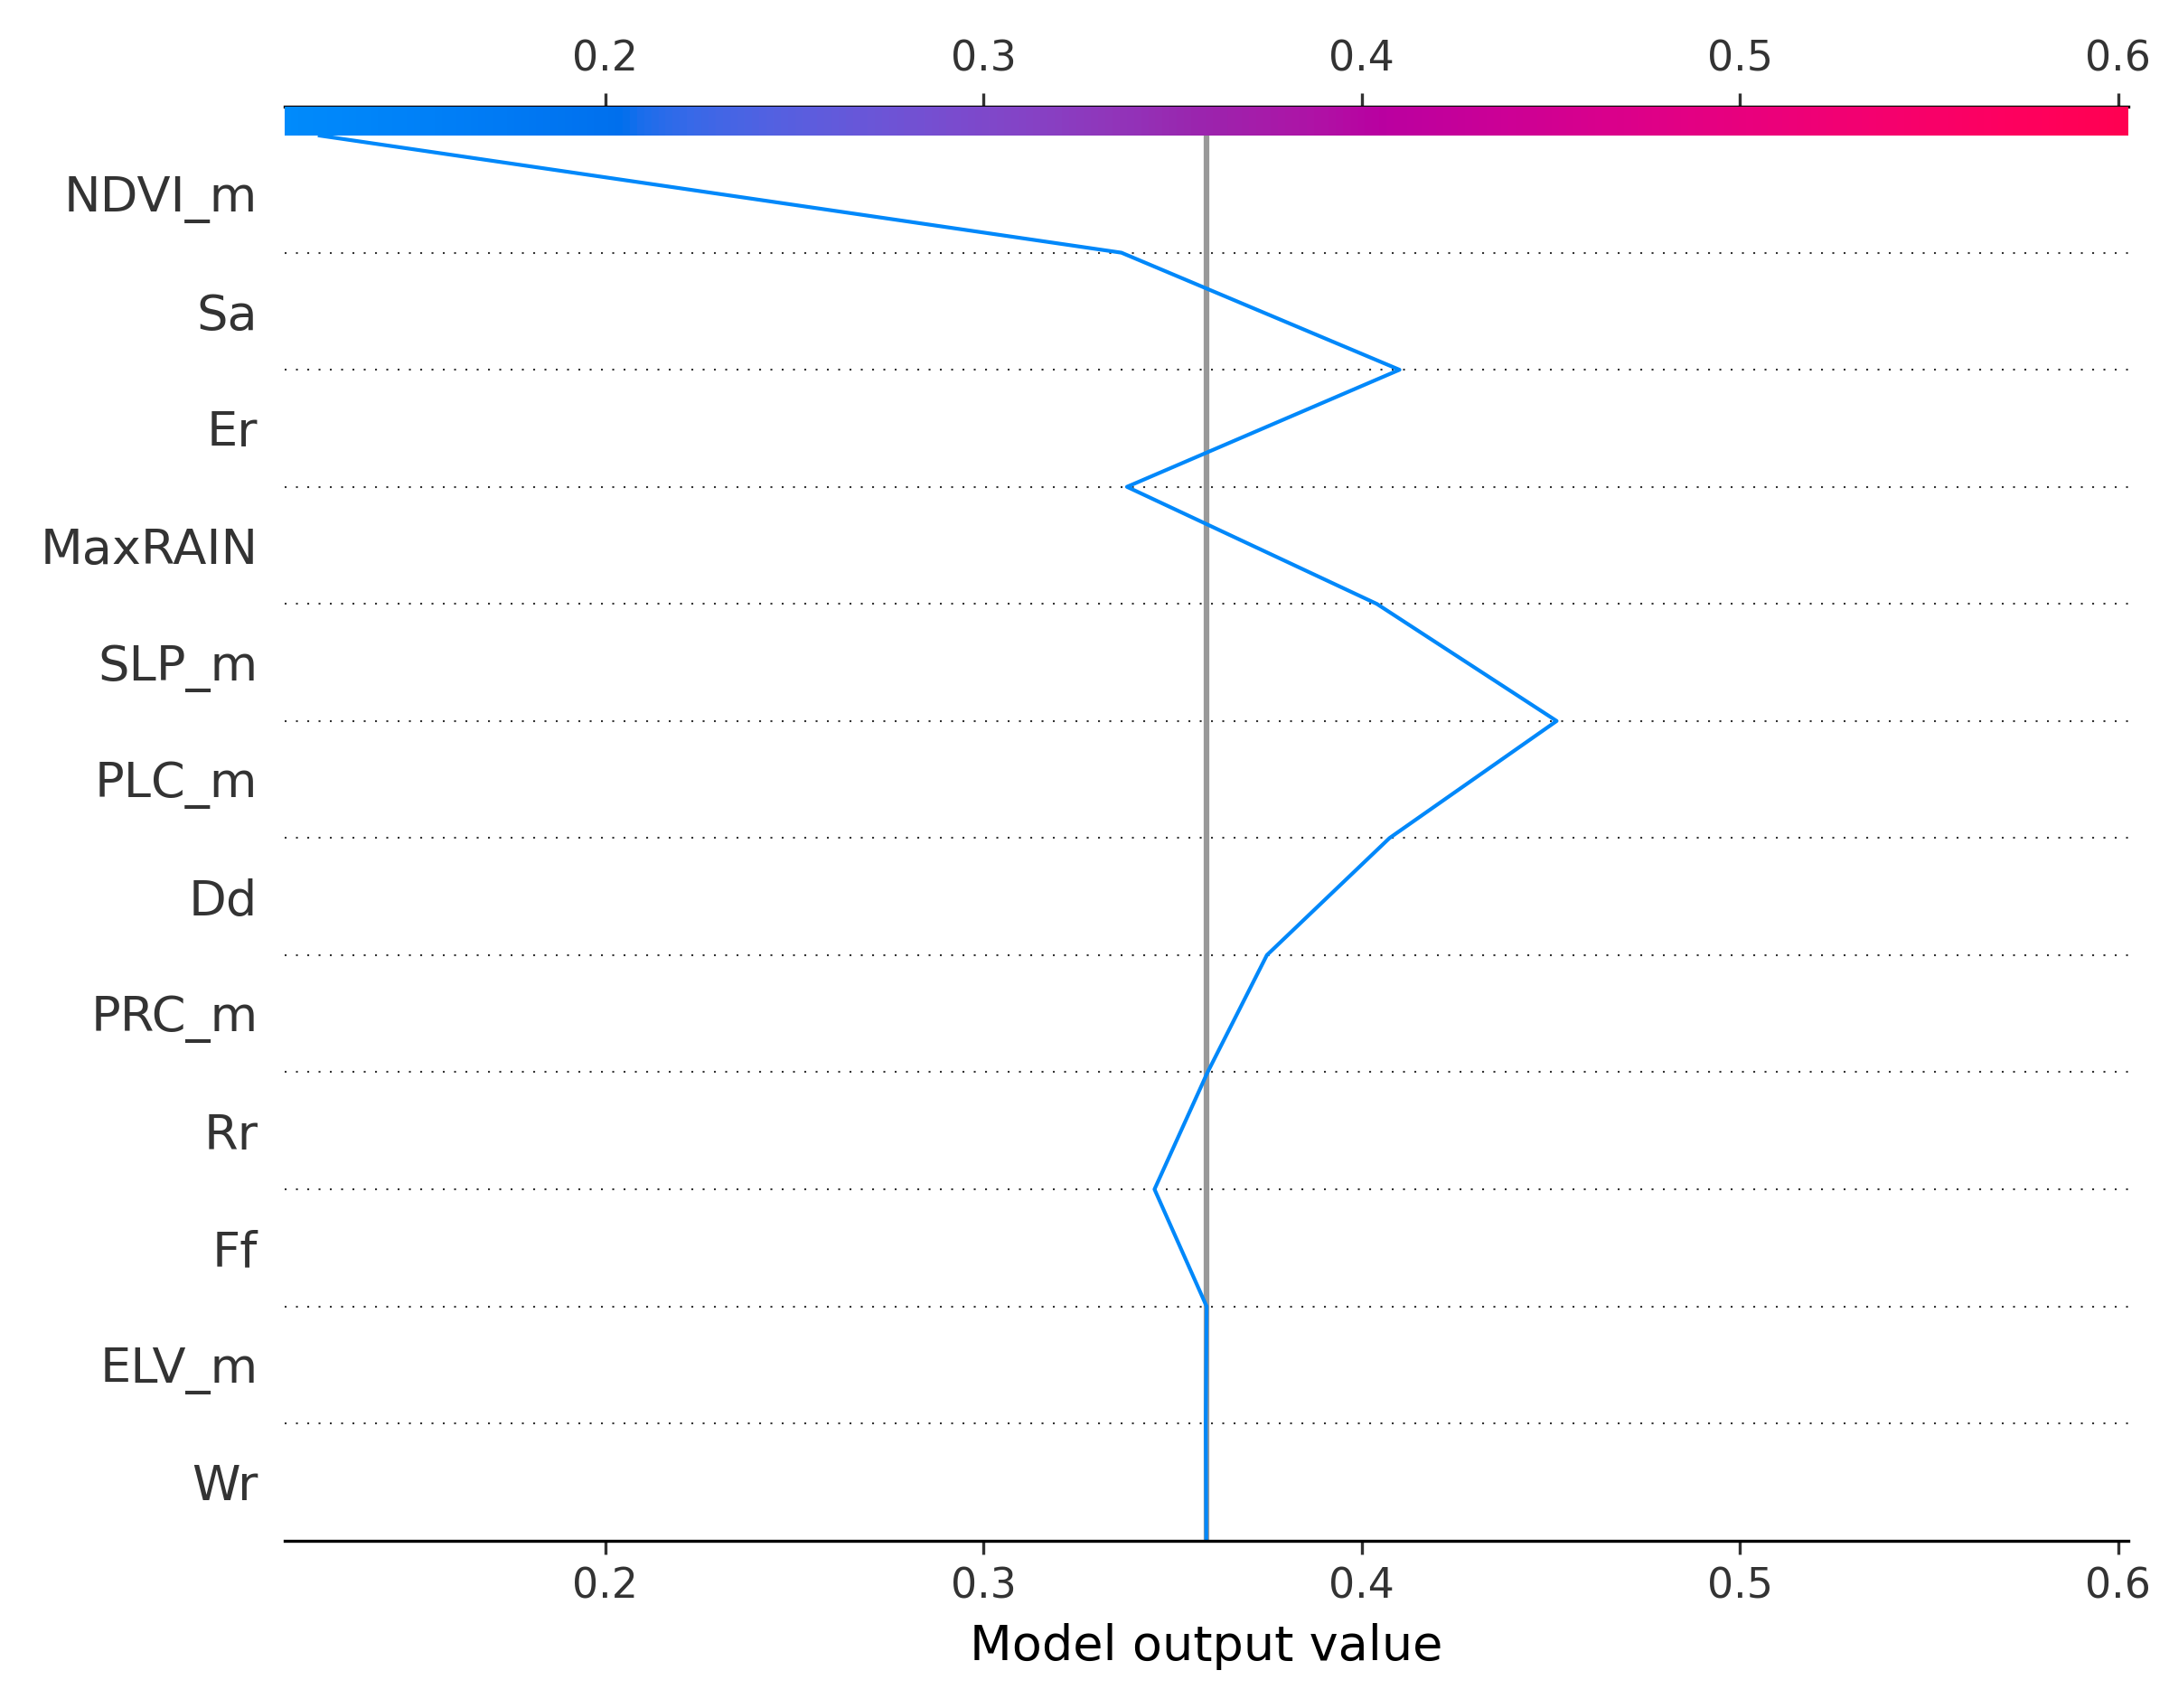 0.2 0.3 0.4 0.5 0.6
NDVI_m
Sa
Er
MaxRAIN
SLP_m
PLC_m
Dd
PRC_m
Rr
Ff
ELV_m
Wr
0.2 0.3 0.4 0.5 0.6
Model output value